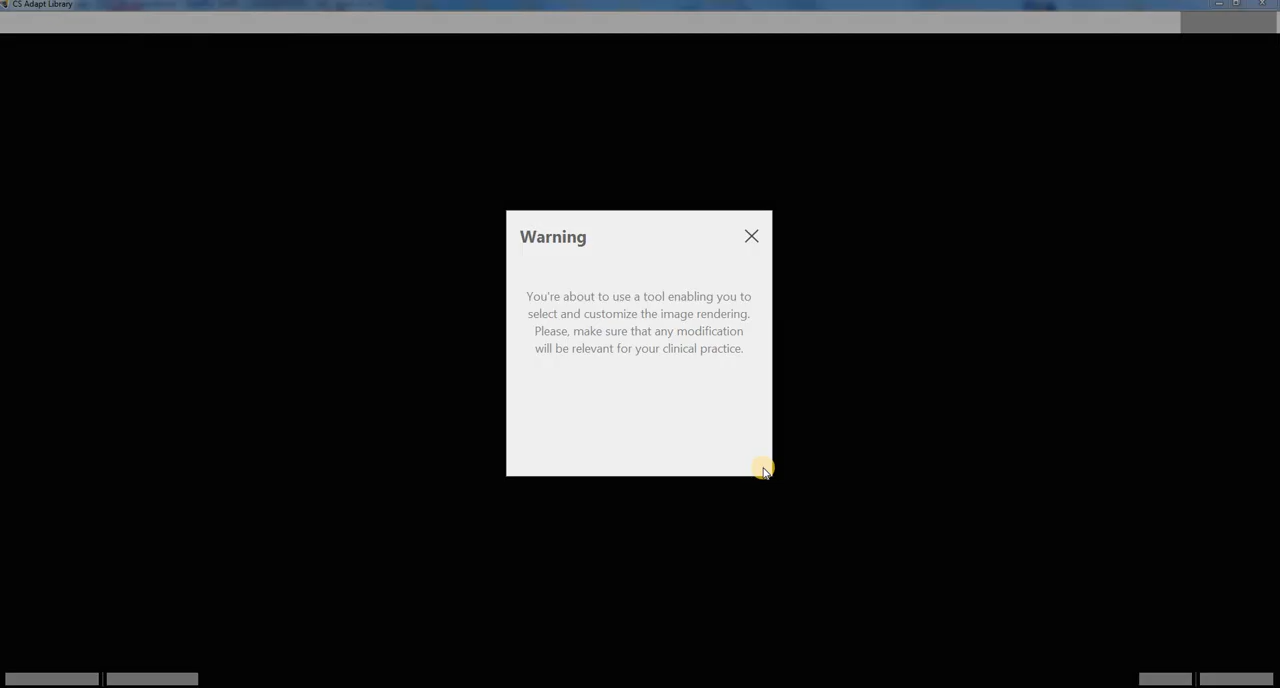 CS Adapt Library
Warning
You're about to use a tool enabling you to
select and customize the image rendering.
Please, make sure that any modification
will be relevant for your clinical practice.